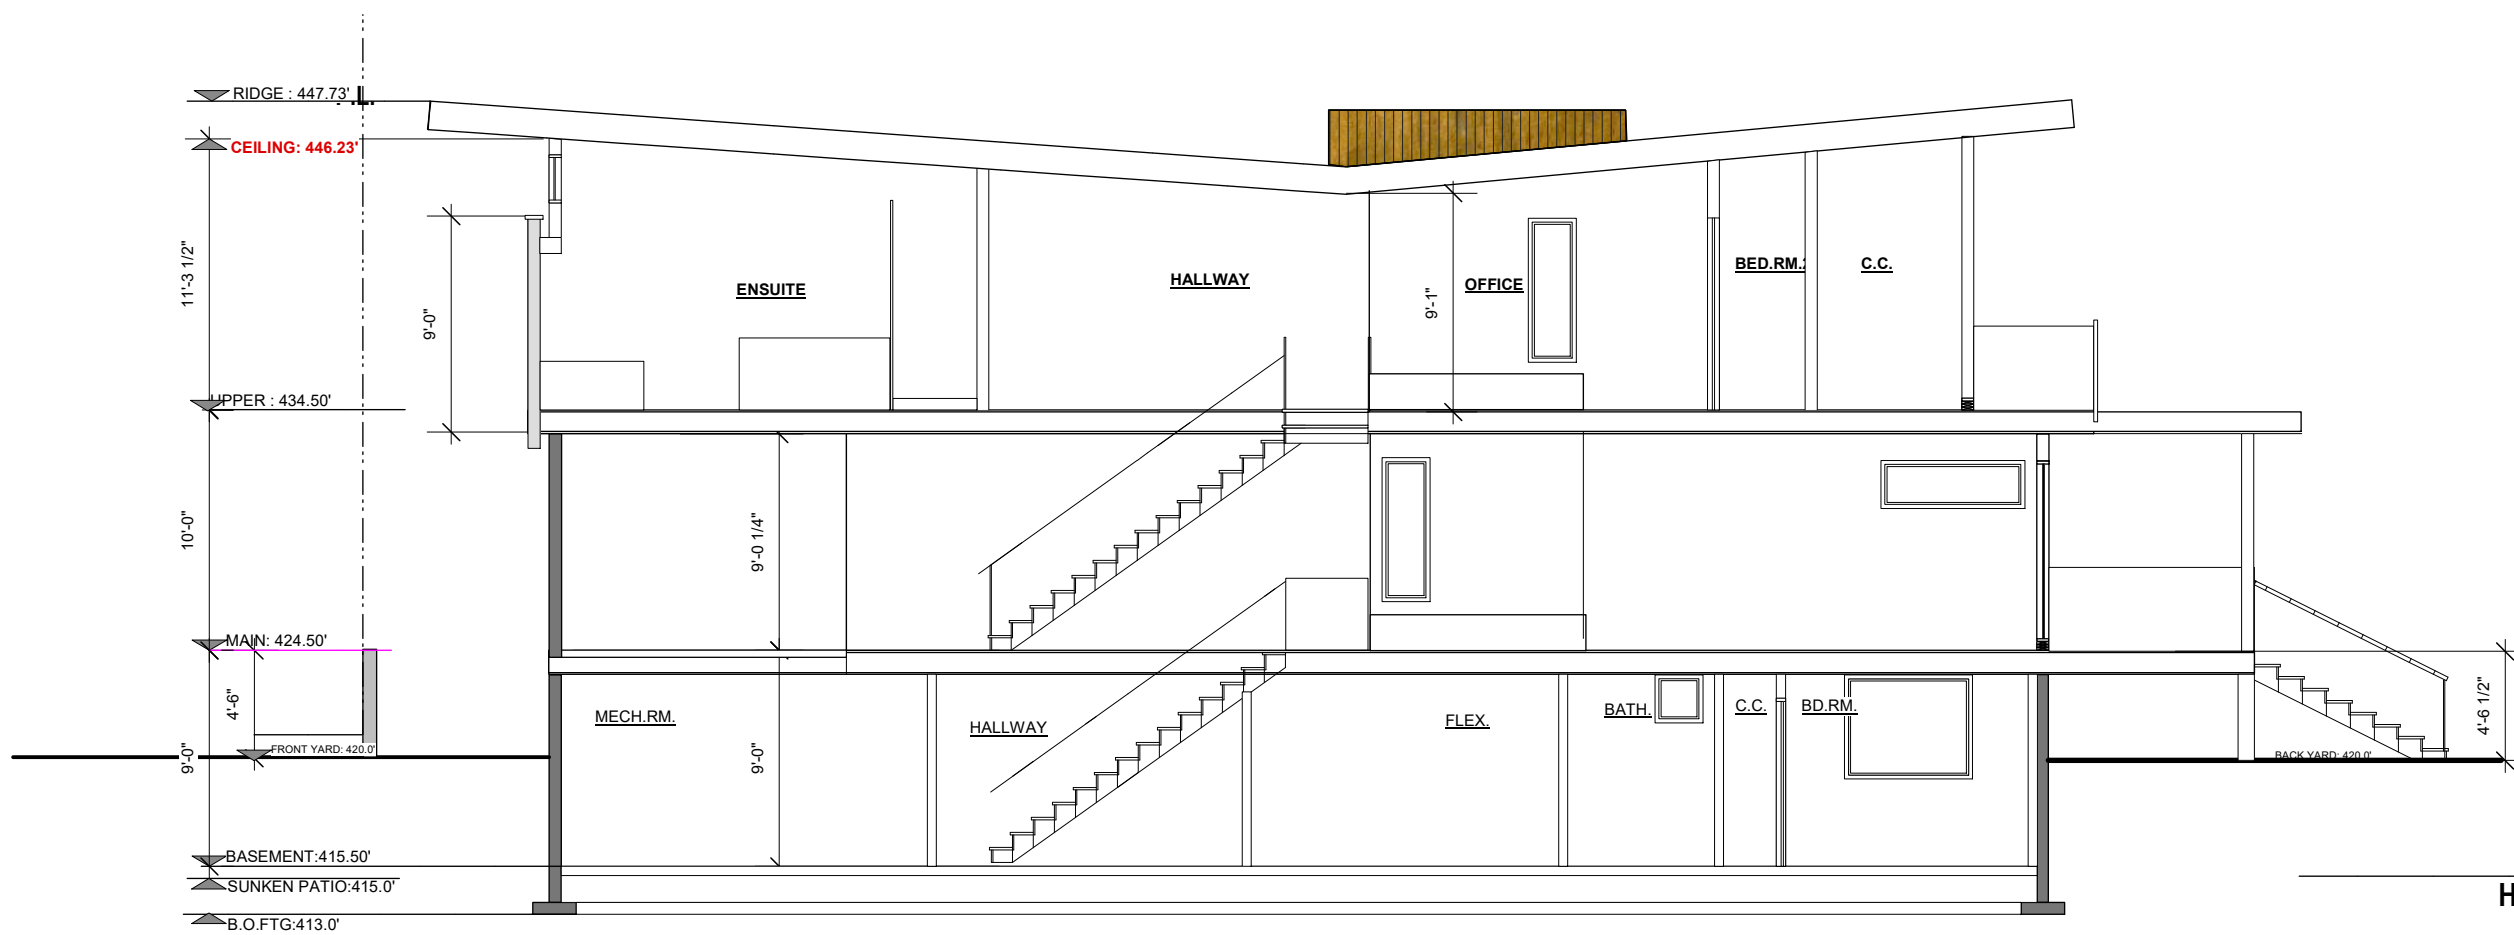 RIDGE : 447.73'
CEILING: 446.23'
11'-3 1/2"
9'-0"
ENSUITE
HALLWAY
OFFICE
9'-1"
BED.RM.
C.C.
UPPER : 434.50'
10'-0"
9'-0 1/4"
MAIN: 424.50'
4'-6"
FRONT YARD: 420.0'
9'-0"
MECH.RM.
HALLWAY
9'-0"
FLEX.
BATH.
C.C.
BD.RM.
4'-6 1/2"
BACK YARD: 420.0'
BASEMENT:415.50'
SUNKEN PATIO:415.0'
B.O.FTG:413.0'
H